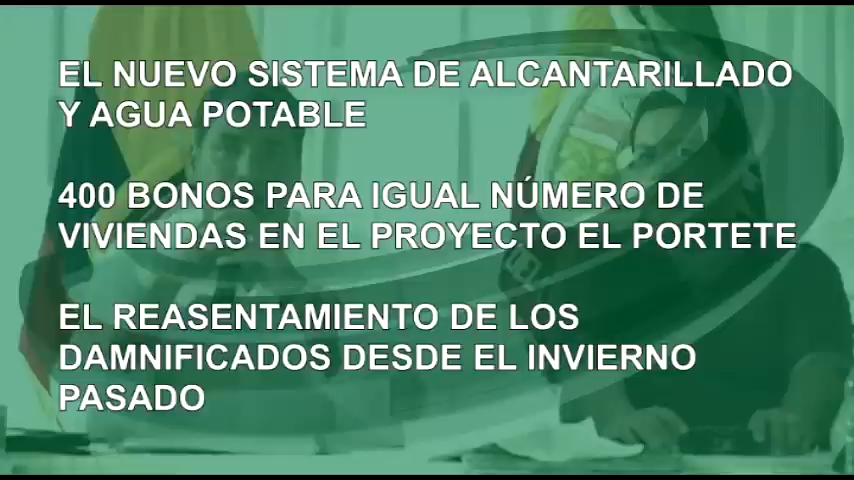 EL NUEVO SISTEMA DE ALCANTARILLADO
Y AGUA POTABLE
400 BONOS PARA IGUAL NÚMERO DE
VIVIENDAS EN EL PROYECTO EL PORTETE
EL REASENTAMIENTO DE LOS
DAMNIFICADOS DESDE EL INVIERNO
PASADO